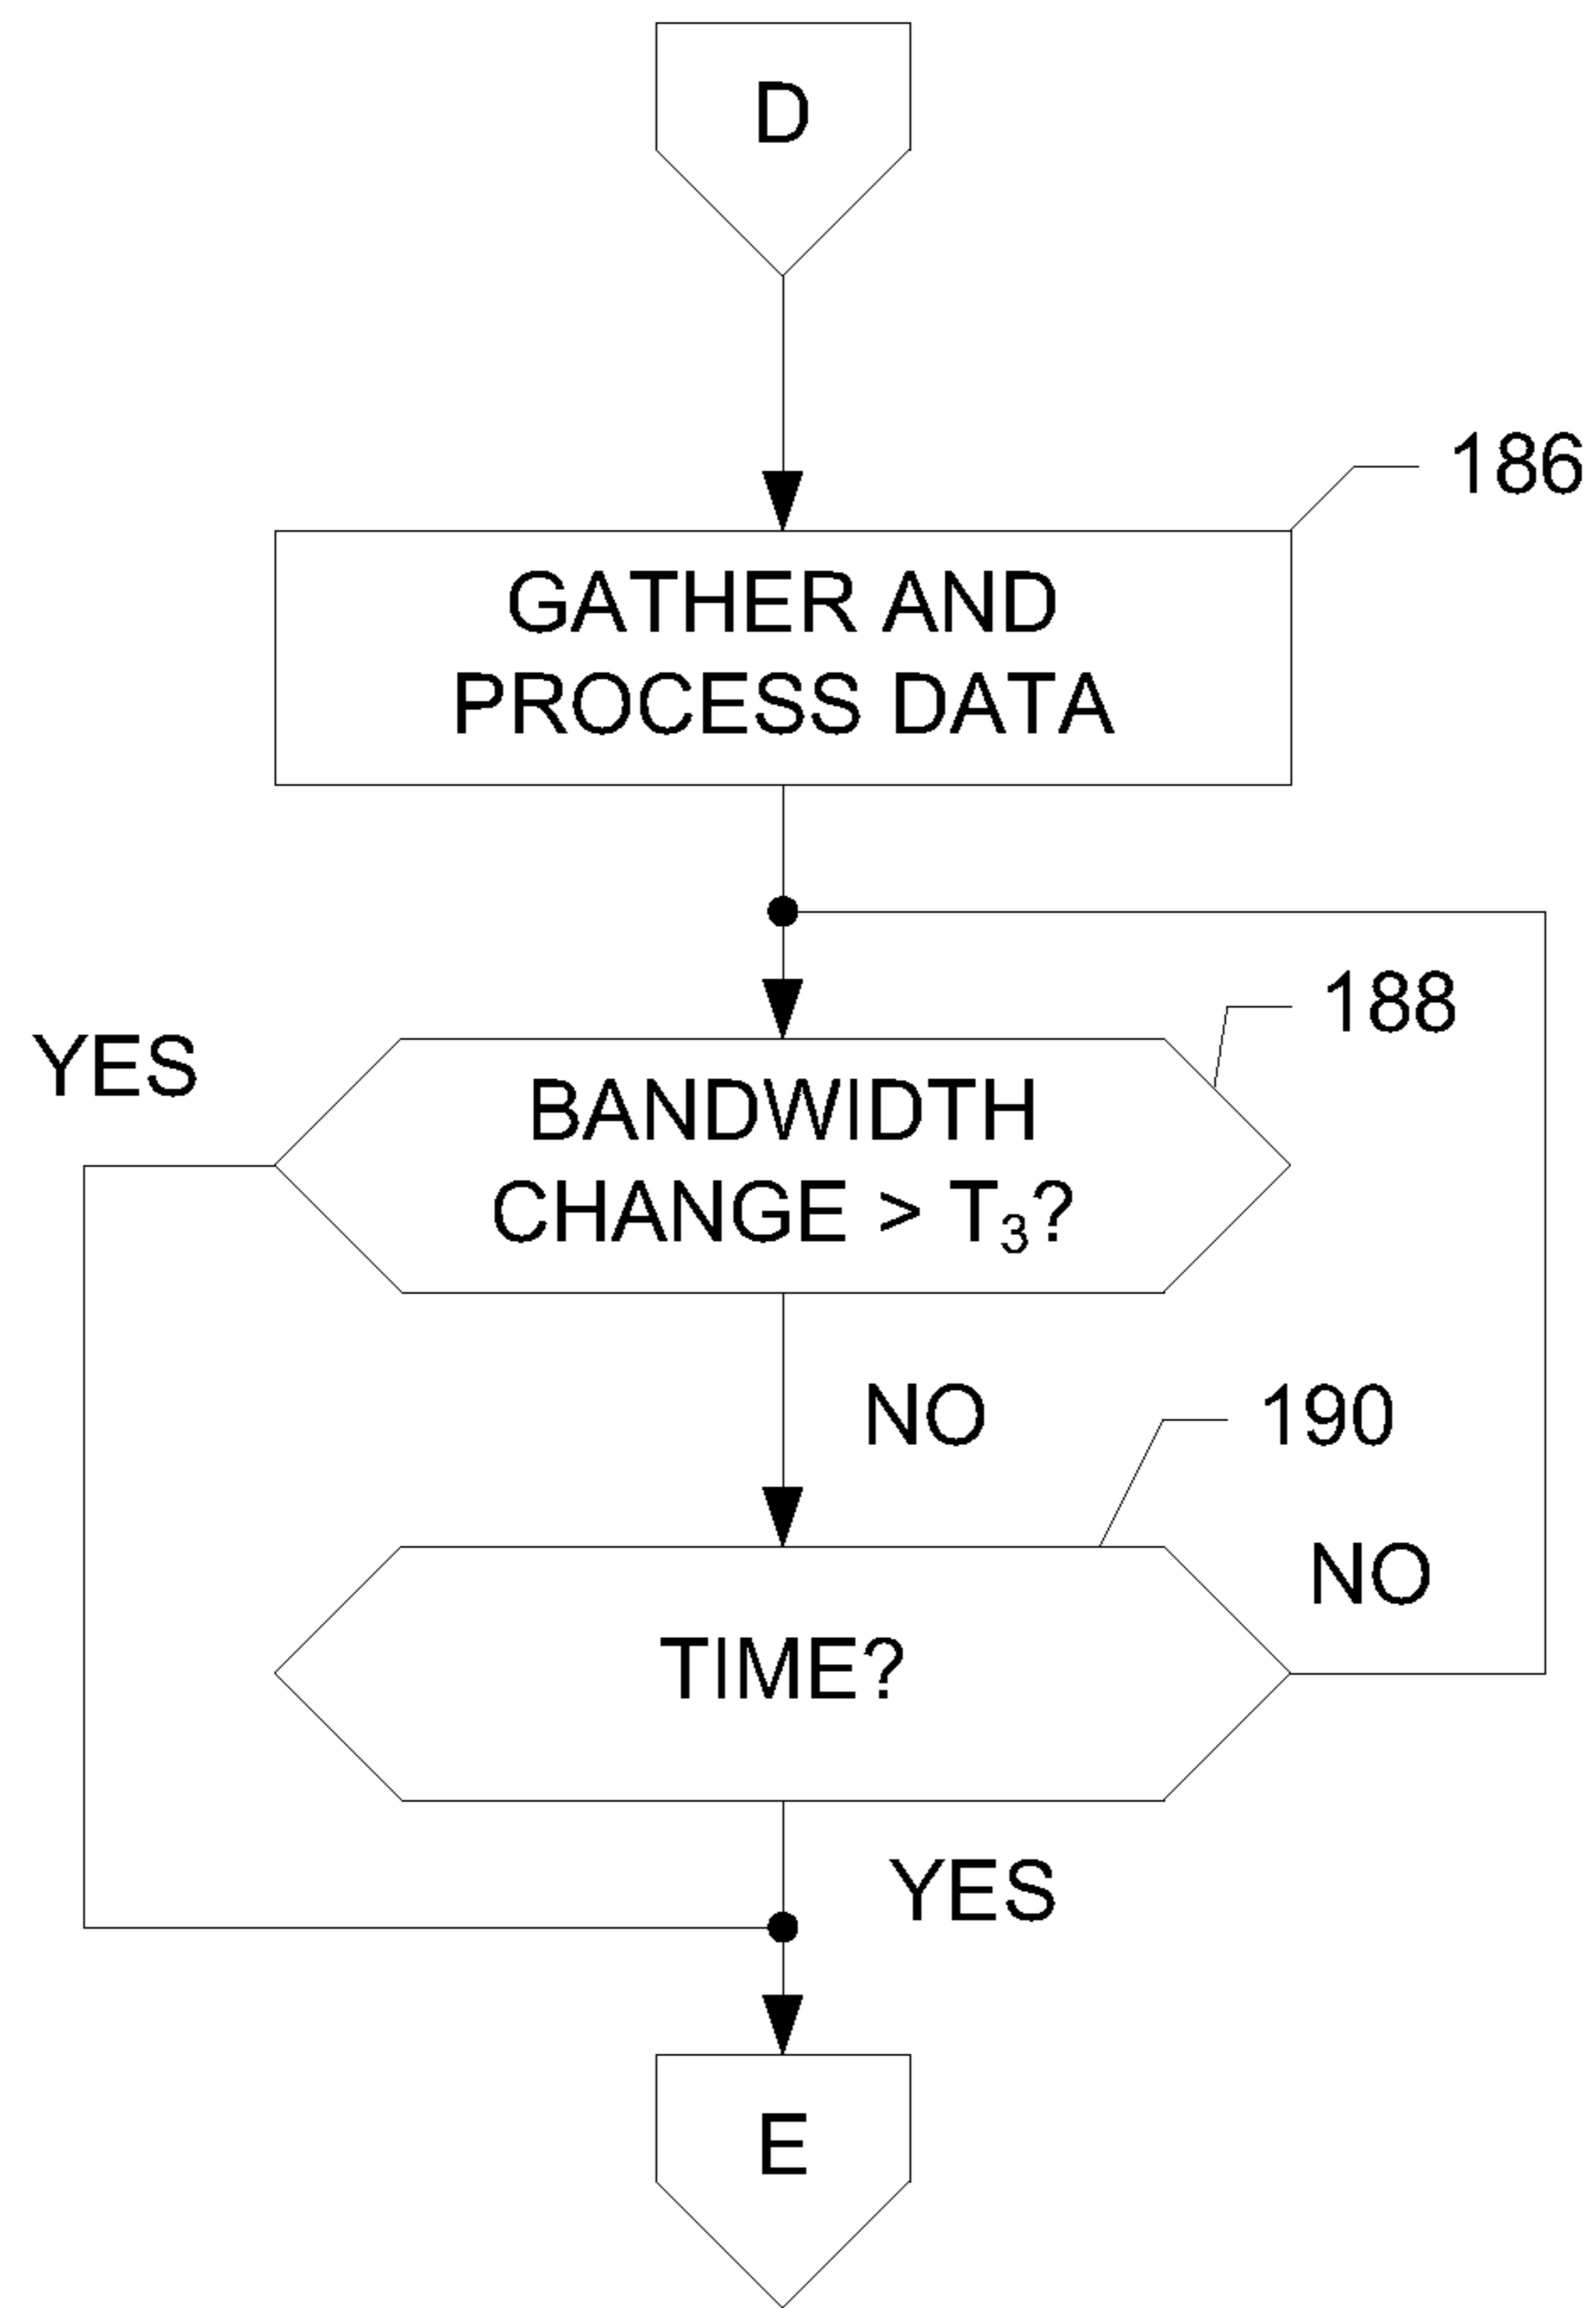 D
186
GATHER AND
PROCESS DATA
188
YES
BANDWIDTH
CHANGE > T₃?
NO
190
NO
TIME?
YES
E